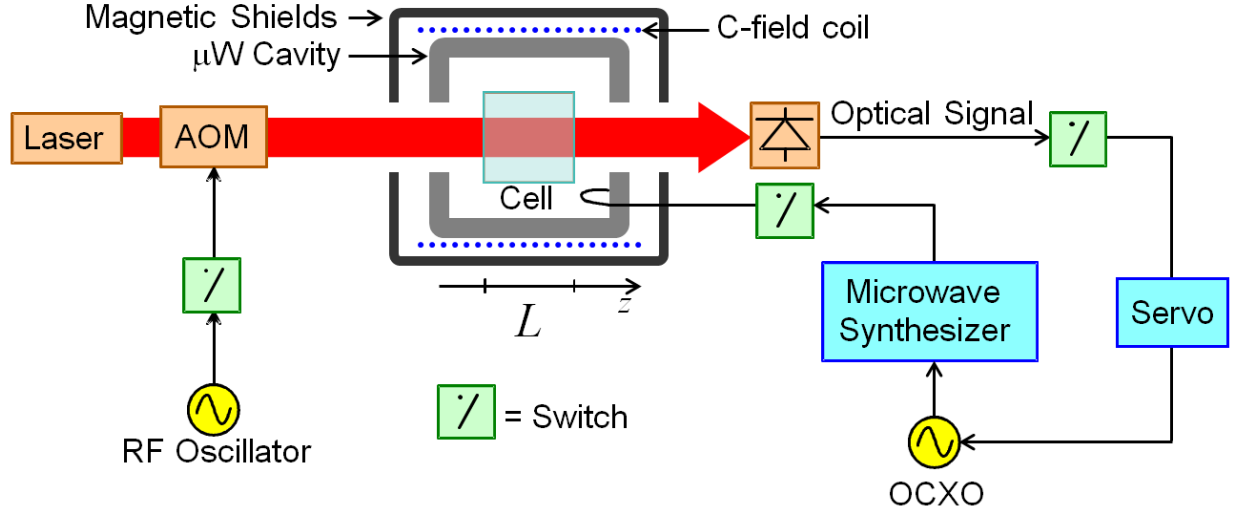 Magnetic Shields
C-field coil
μW Cavity
Laser
AOM
Optical Signal
Cell
L
z
Microwave
Synthesizer
Servo
= Switch
RF Oscillator
OCXO